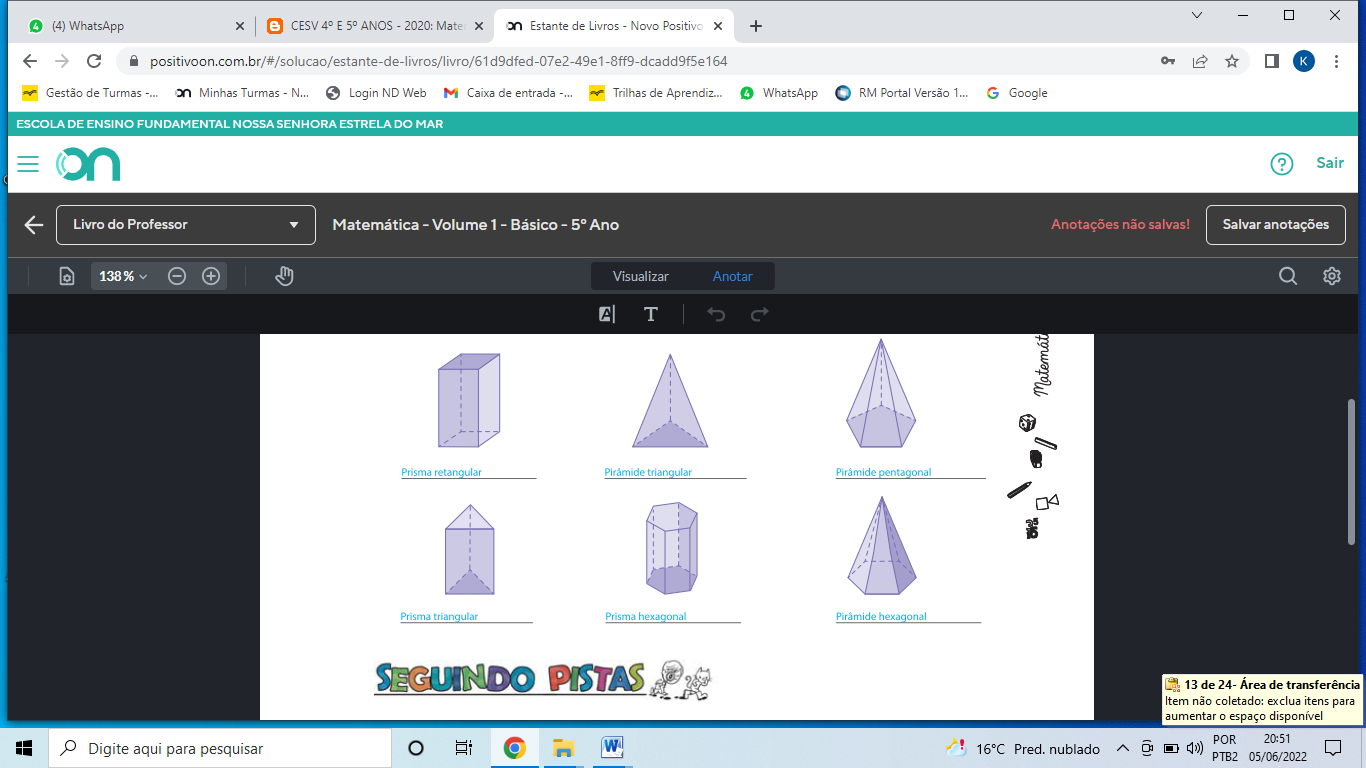 (4) WhatsApp
CESV 4º E 5º ANOS - 2020: Mate
Estante de Livros - Novo Positivo
positivoon.com.br/#/solucao/estante-de-livros/livro/61d9dfed-07e2-49e1-8ff9-dcadd9f5e164
K
Gestão de Turmas -...
Minhas Turmas - N...
Login ND Web
Caixa de entrada -...
Trilhas de Aprendiz...
WhatsApp
RM Portal Versão 1...
Google
ESCOLA DE ENSINO FUNDAMENTAL NOSSA SENHORA ESTRELA DO MAR
on
Sair
Livro do Professor
Matemática - Volume 1 - Básico - 5º Ano
Anotações não salvas!
Salvar anotações
138%
Visualizar
Anotar
Matemát
Prisma retangular
Pirâmide triangular
Pirâmide pentagonal
Prisma triangular
Prisma hexagonal
Pirâmide hexagonal
SEGUINDO PISTAS
13 de 24- Área de transferência
Item não coletado: exclua itens para
aumentar o espaço disponível
Digite aqui para pesquisar
16°C Pred. nublado
POR
PTB2
20:51
05/06/2022